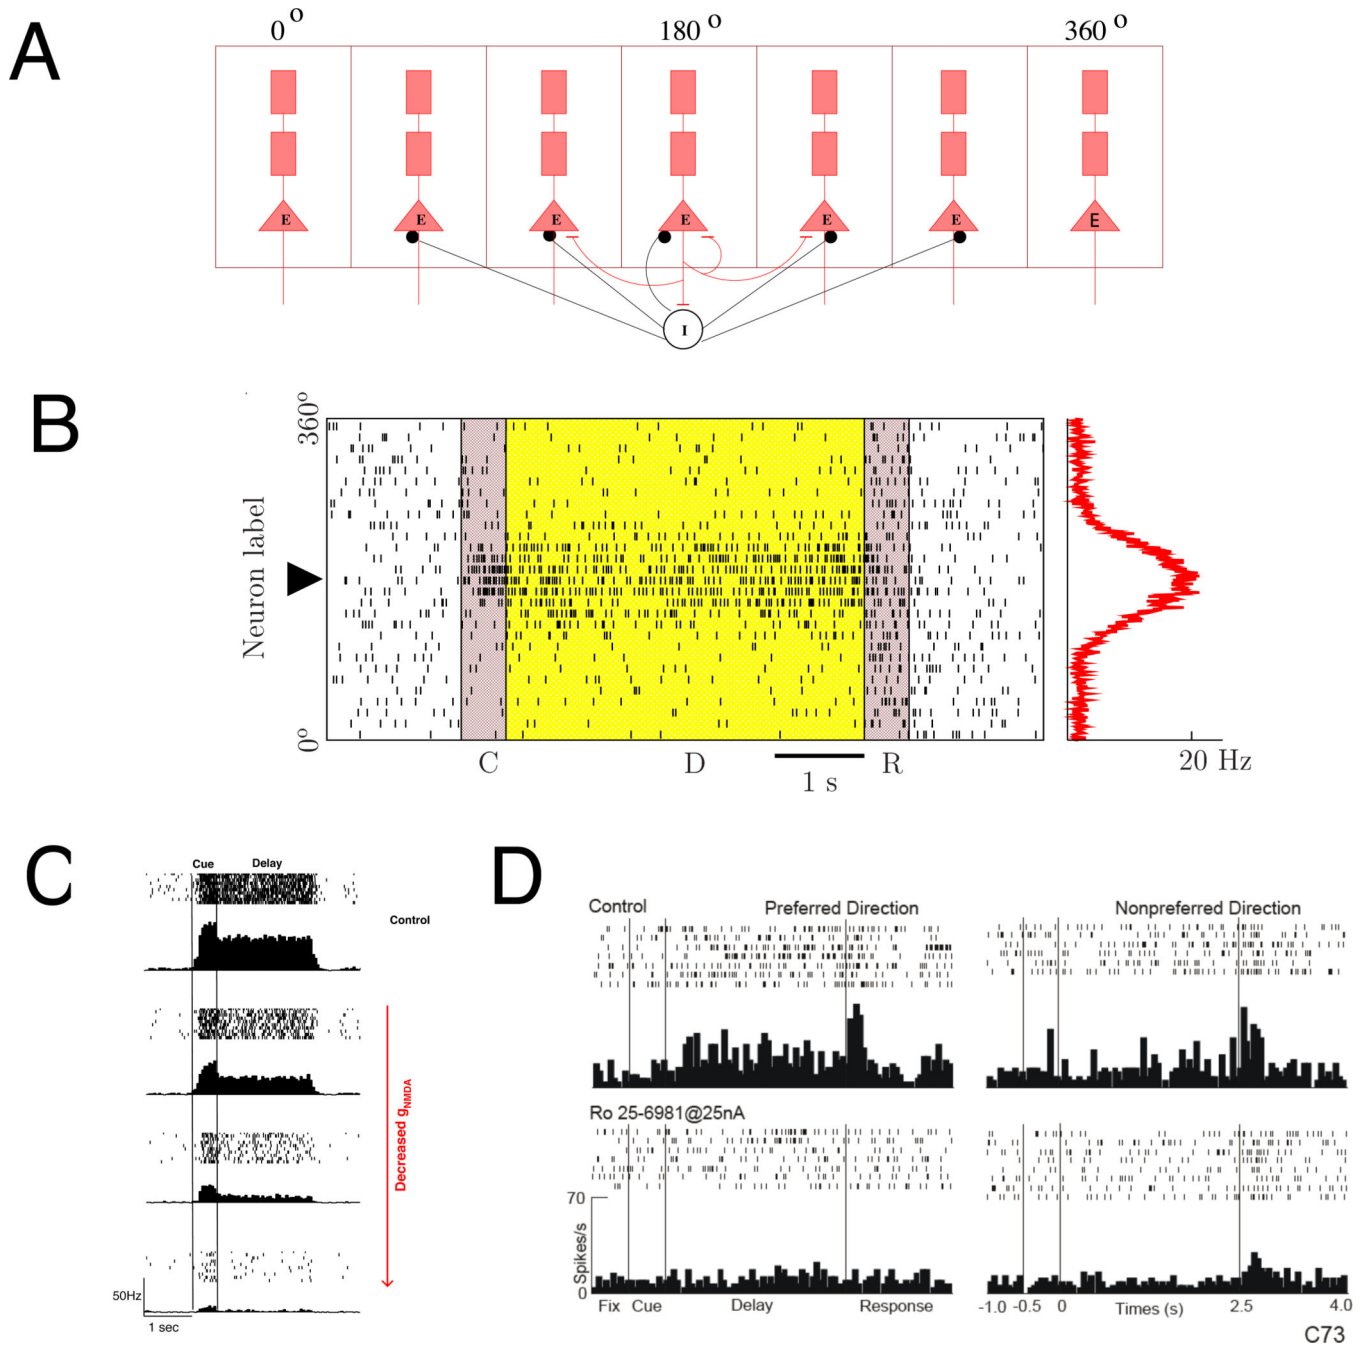 A
0° 180° 360°
E E E E E E E
I
B
360°
Neuron label
0°
C D R
1 s
20 Hz
C
Cue Delay
Control
Decreased gNMDA
50Hz
1 sec
D
Control Preferred Direction Nonpreferred Direction
Ro 25-6981@25nA
70
Spikes/s
0
Fix Cue Delay Response
-1.0 -0.5 0 Times (s) 2.5 4.0
C73